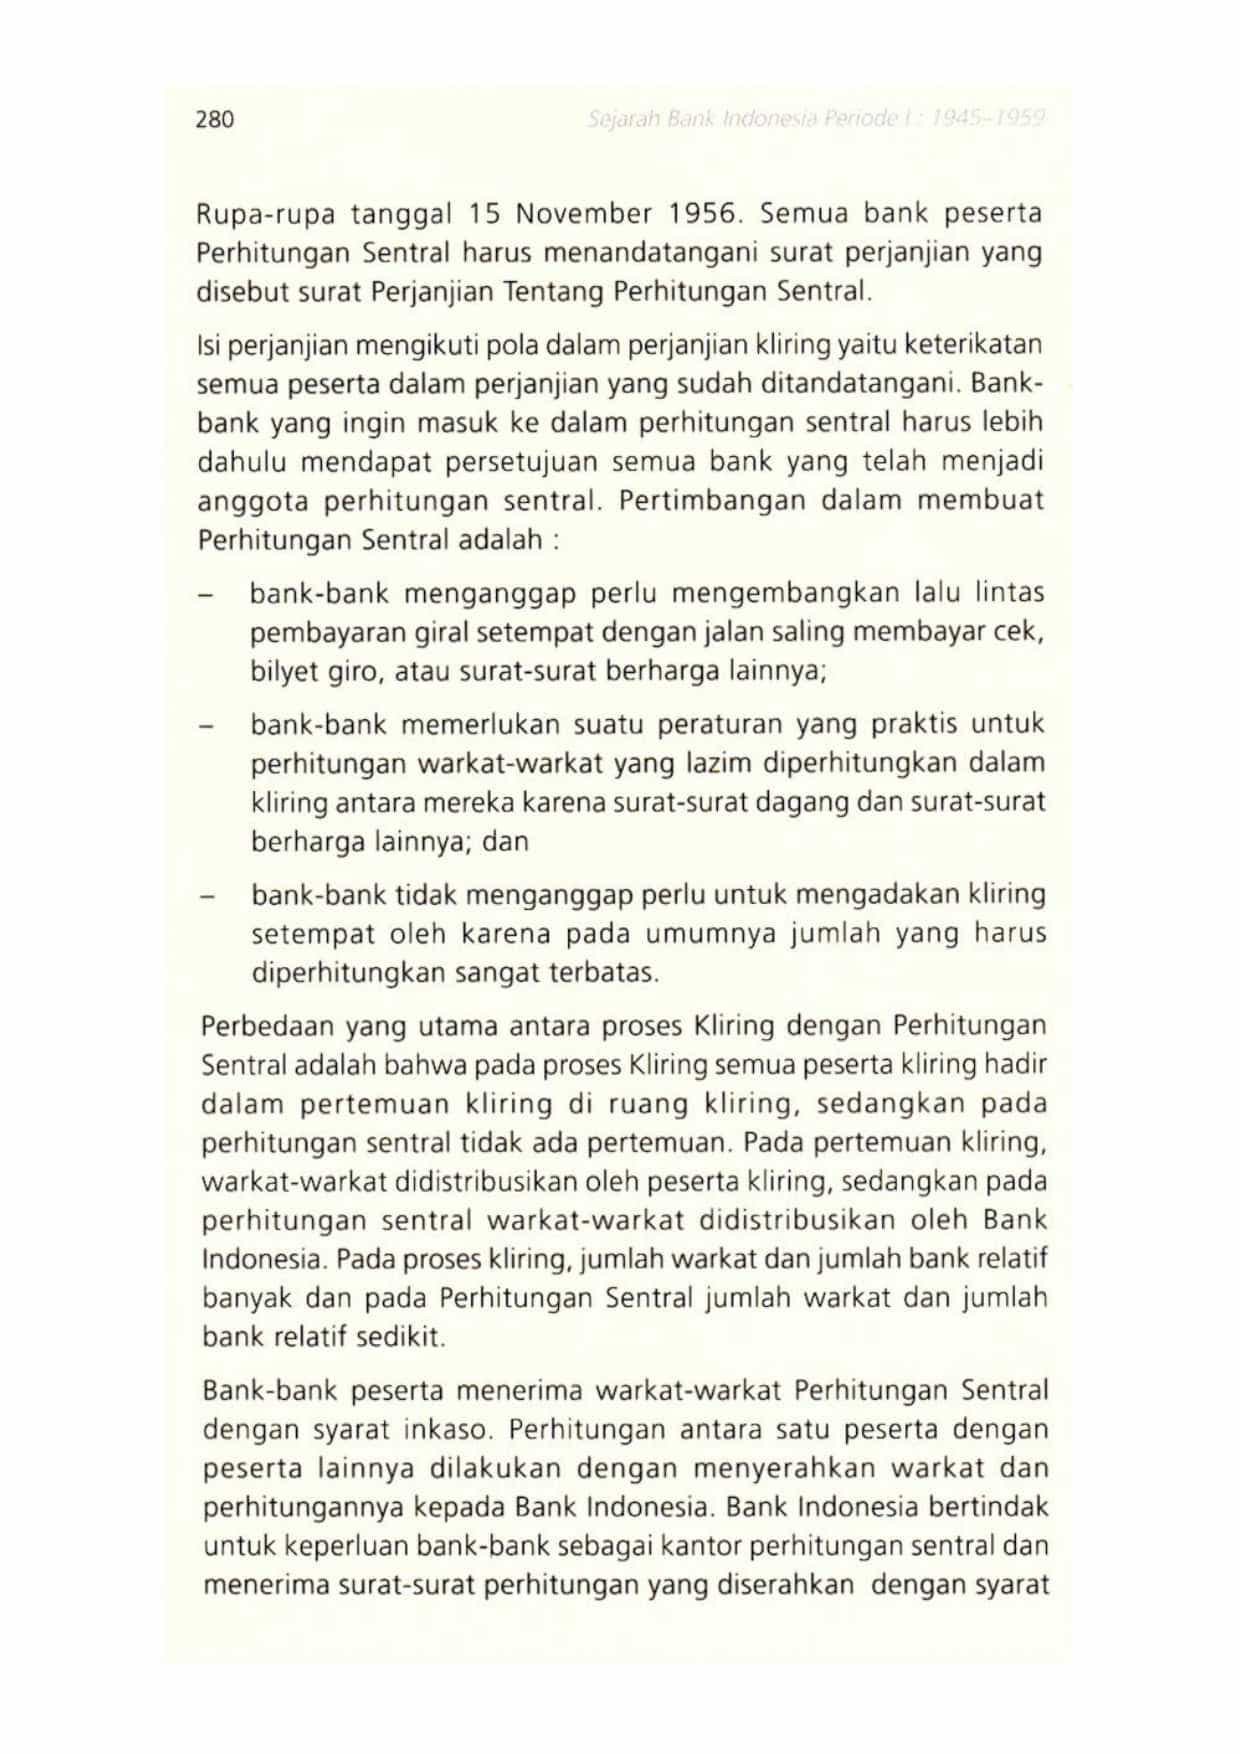 280
Sejarah Bank Indonesia Periode I : 1945–1959
Rupa-rupa tanggal 15 November 1956. Semua bank peserta
Perhitungan Sentral harus menandatangani surat perjanjian yang
disebut surat Perjanjian Tentang Perhitungan Sentral.
Isi perjanjian mengikuti pola dalam perjanjian kliring yaitu keterikatan
semua peserta dalam perjanjian yang sudah ditandatangani. Bank-
bank yang ingin masuk ke dalam perhitungan sentral harus lebih
dahulu mendapat persetujuan semua bank yang telah menjadi
anggota perhitungan sentral. Pertimbangan dalam membuat
Perhitungan Sentral adalah :
– bank-bank menganggap perlu mengembangkan lalu lintas
pembayaran giral setempat dengan jalan saling membayar cek,
bilyet giro, atau surat-surat berharga lainnya;
– bank-bank memerlukan suatu peraturan yang praktis untuk
perhitungan warkat-warkat yang lazim diperhitungkan dalam
kliring antara mereka karena surat-surat dagang dan surat-surat
berharga lainnya; dan
– bank-bank tidak menganggap perlu untuk mengadakan kliring
setempat oleh karena pada umumnya jumlah yang harus
diperhitungkan sangat terbatas.
Perbedaan yang utama antara proses Kliring dengan Perhitungan
Sentral adalah bahwa pada proses Kliring semua peserta kliring hadir
dalam pertemuan kliring di ruang kliring, sedangkan pada
perhitungan sentral tidak ada pertemuan. Pada pertemuan kliring,
warkat-warkat didistribusikan oleh peserta kliring, sedangkan pada
perhitungan sentral warkat-warkat didistribusikan oleh Bank
Indonesia. Pada proses kliring, jumlah warkat dan jumlah bank relatif
banyak dan pada Perhitungan Sentral jumlah warkat dan jumlah
bank relatif sedikit.
Bank-bank peserta menerima warkat-warkat Perhitungan Sentral
dengan syarat inkaso. Perhitungan antara satu peserta dengan
peserta lainnya dilakukan dengan menyerahkan warkat dan
perhitungannya kepada Bank Indonesia. Bank Indonesia bertindak
untuk keperluan bank-bank sebagai kantor perhitungan sentral dan
menerima surat-surat perhitungan yang diserahkan dengan syarat